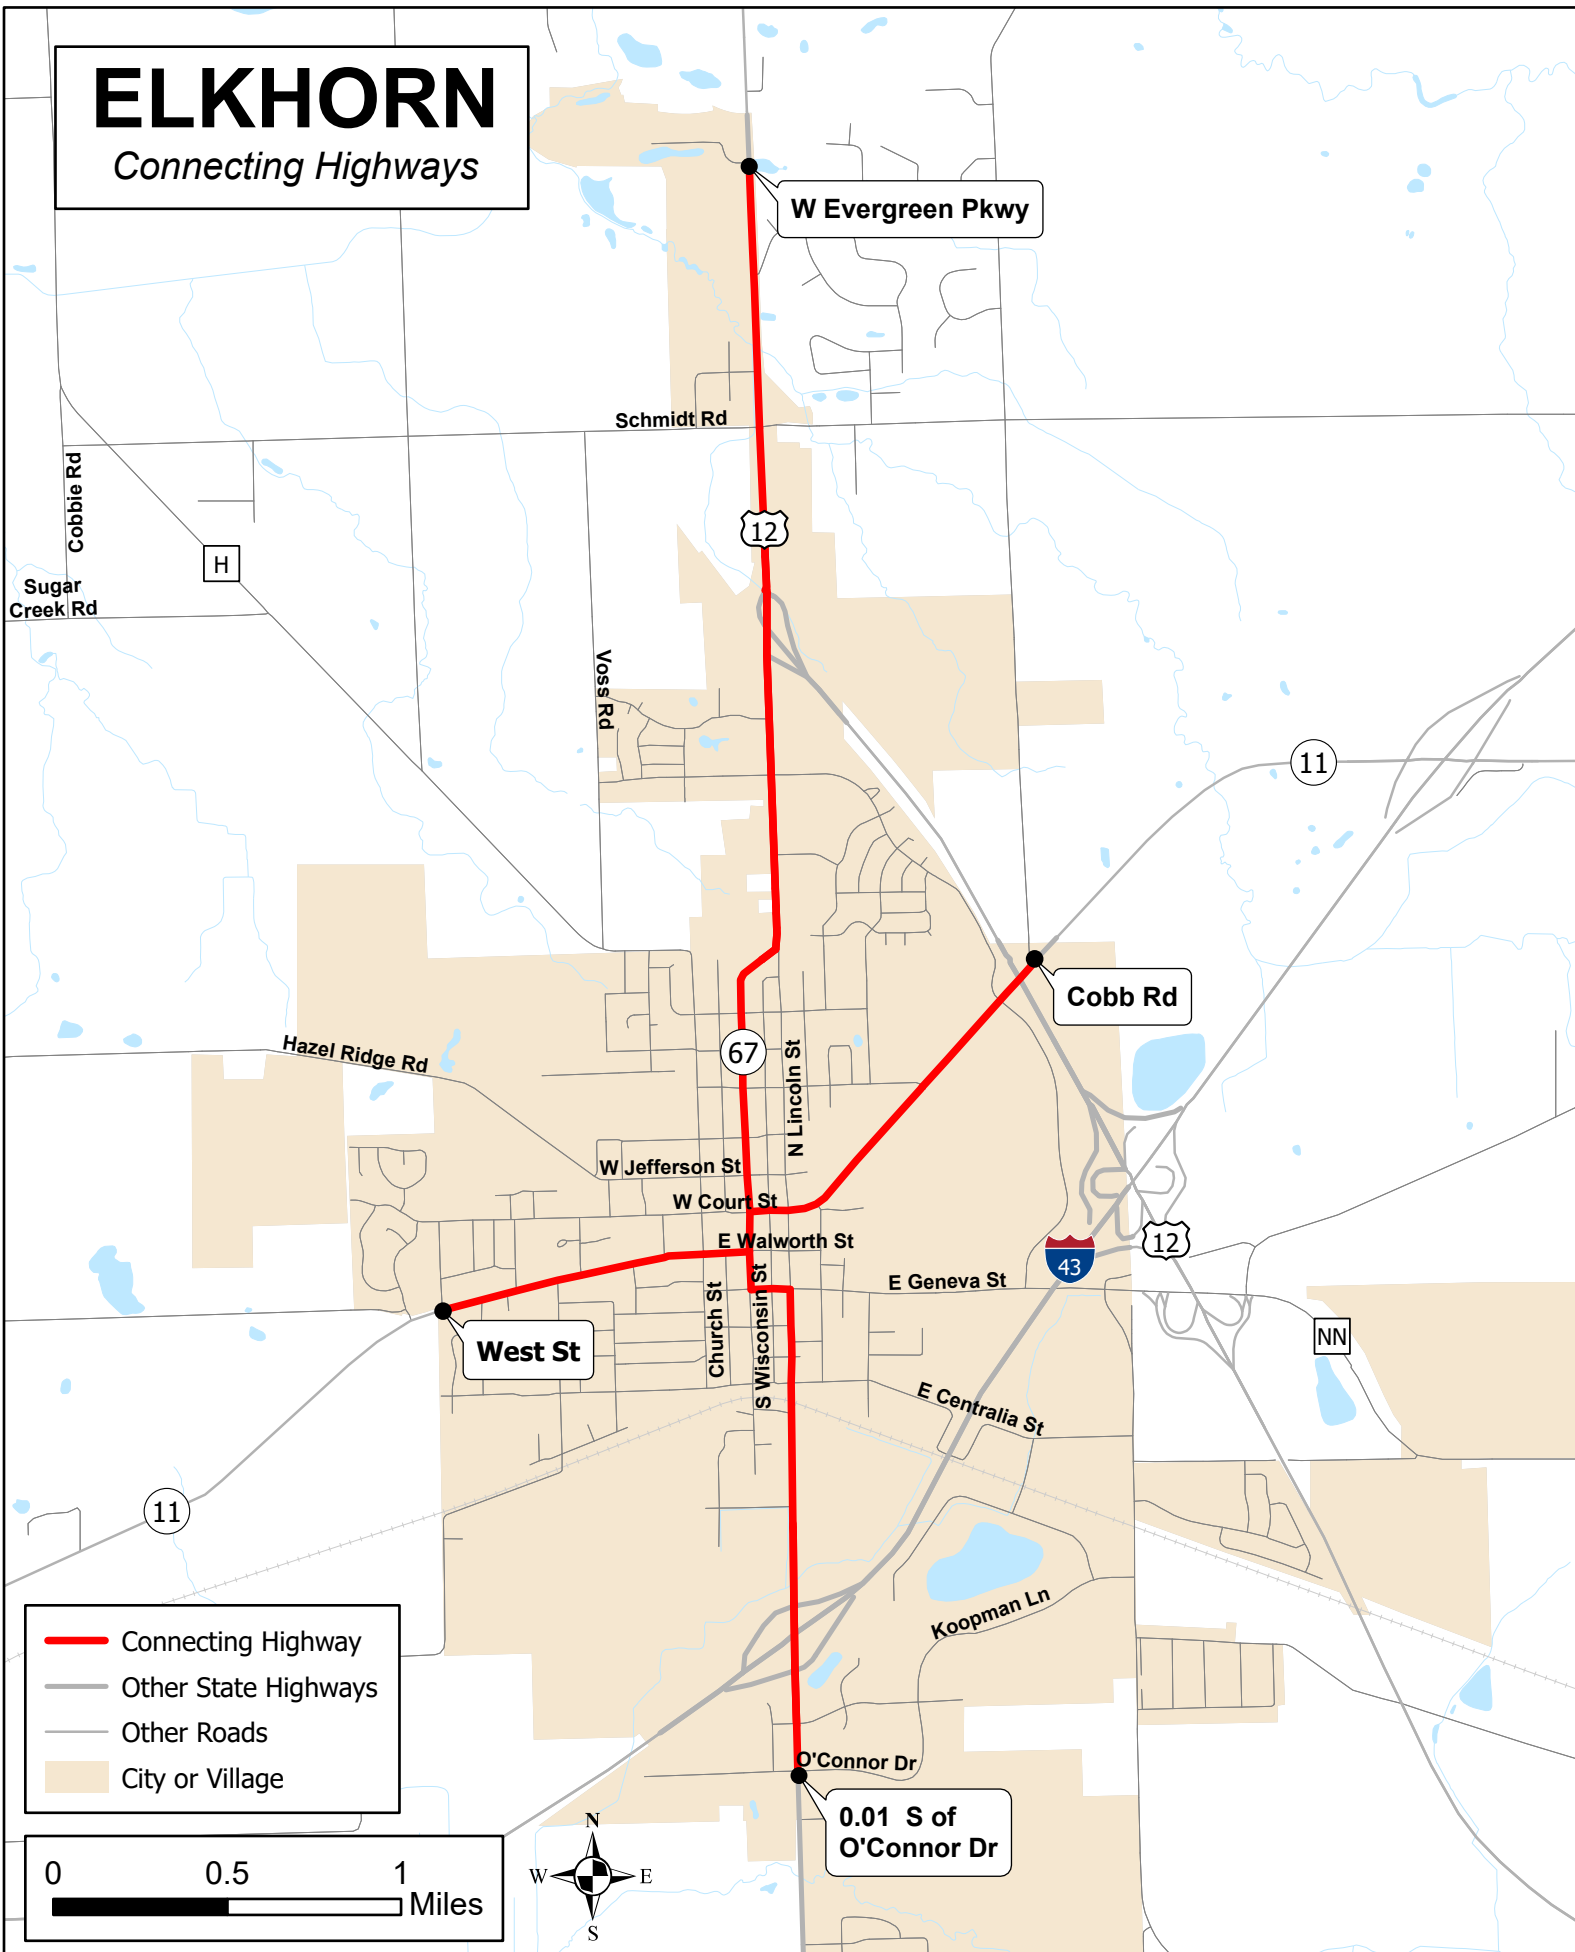 ELKHORN
Connecting Highways
W Evergreen Pkwy
Schmidt Rd
Cobbie Rd
12
H
Sugar
Creek Rd
Voss Rd
11
Cobb Rd
Hazel Ridge Rd
67
N Lincoln St
W Jefferson St
W Court St
E Walworth St
12
43
E Geneva St
Church St
S Wisconsin St
West St
NN
E Centralia St
11
Koopman Ln
Connecting Highway
Other State Highways
Other Roads
City or Village
O'Connor Dr
0.01 S of
O'Connor Dr
0 0.5 1
Miles
N
W E
S